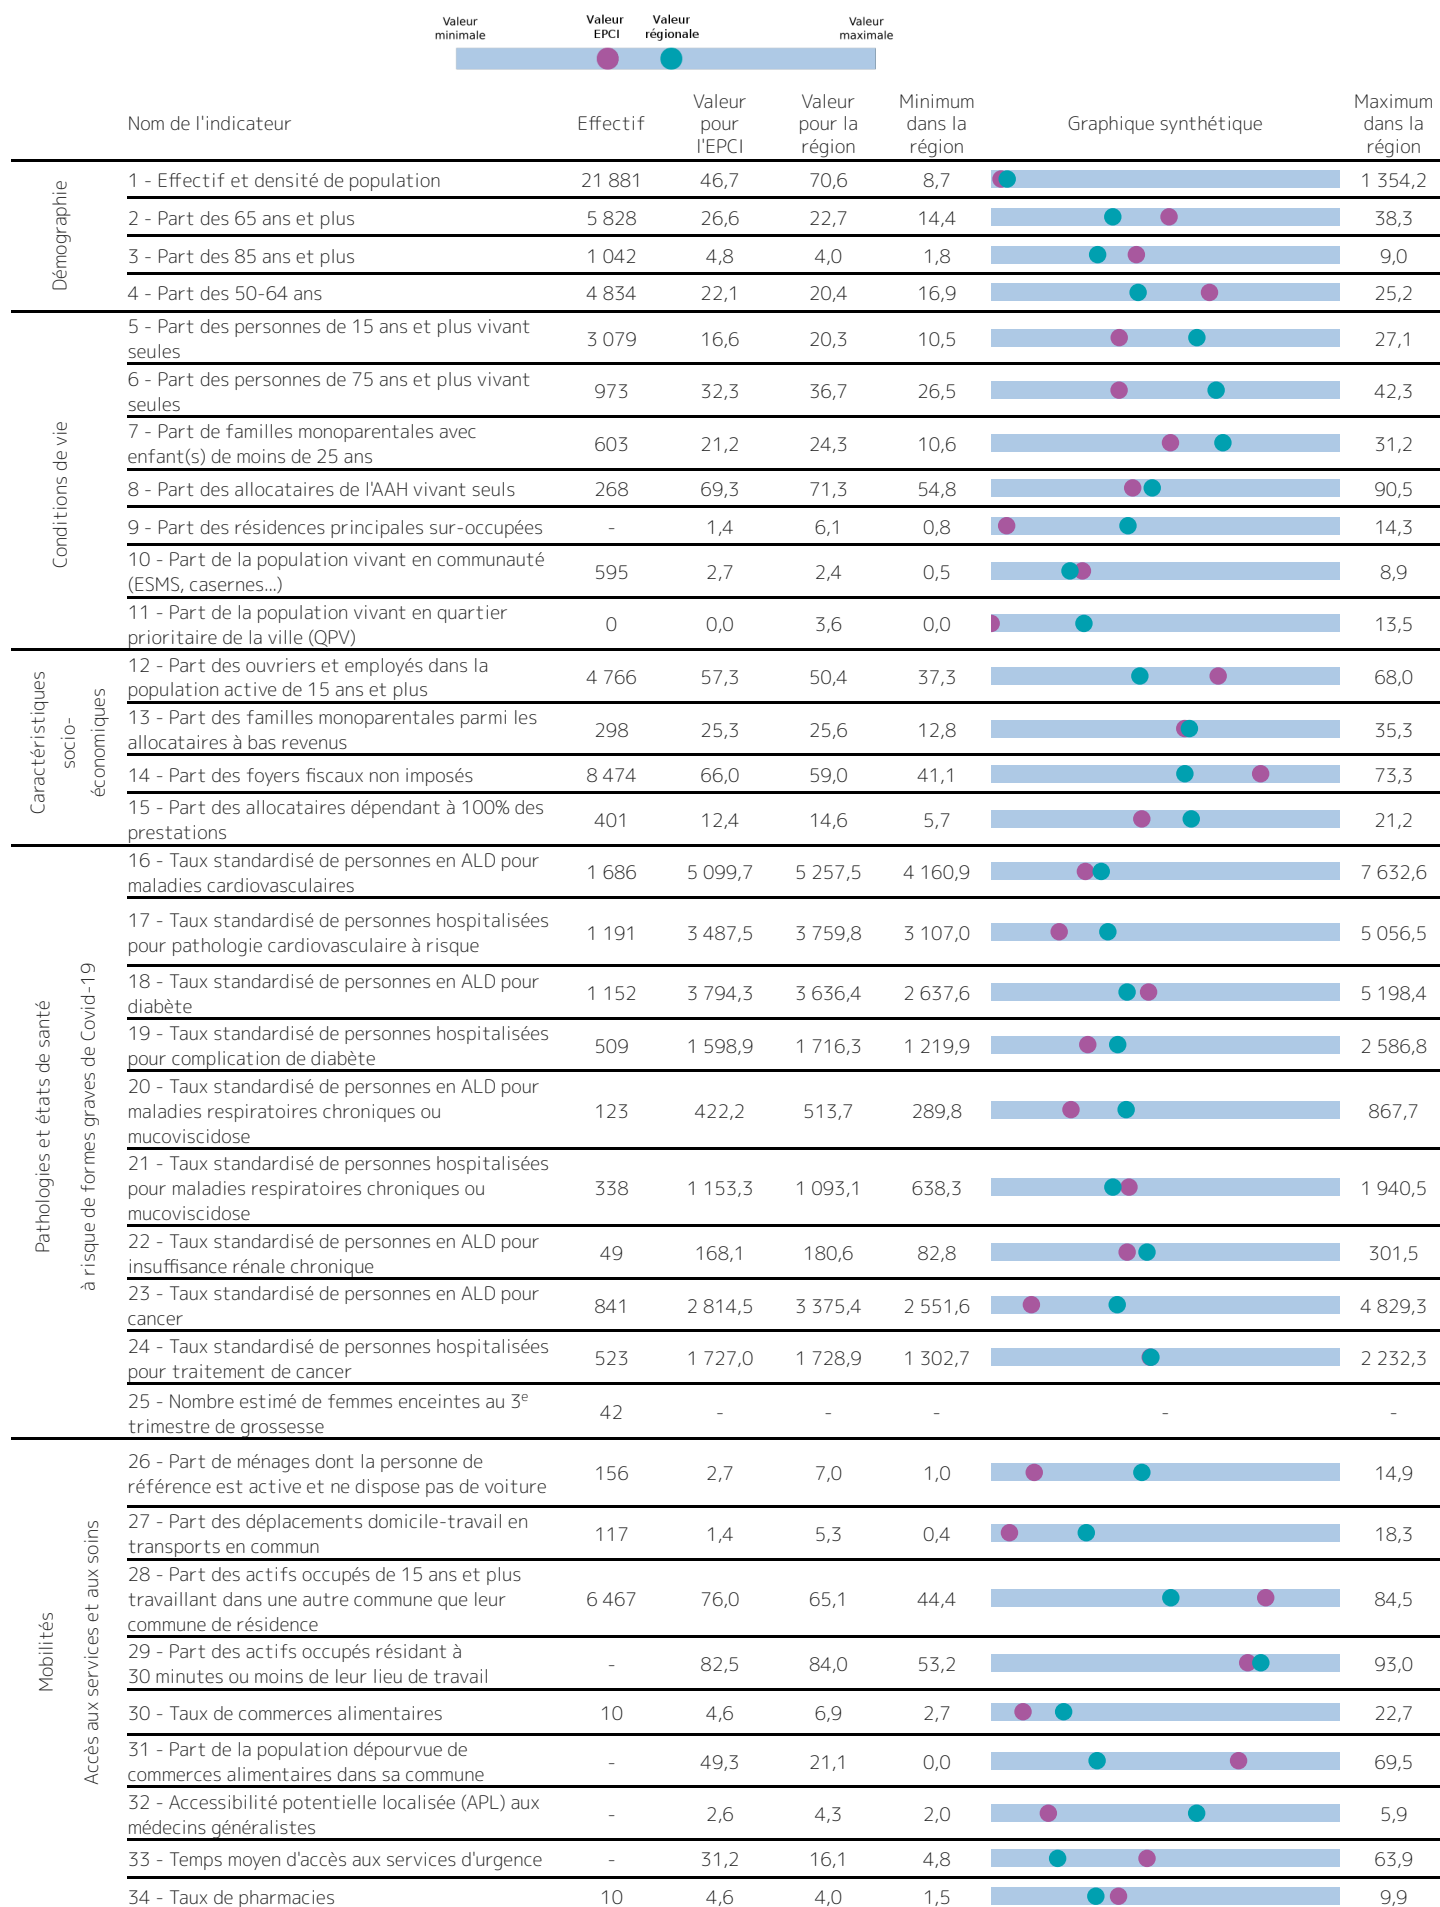 Valeur minimale
Valeur EPCI
Valeur régionale
Valeur maximale
Nom de l'indicateur
Effectif
Valeur pour l'EPCI
Valeur pour la région
Minimum dans la région
Graphique synthétique
Maximum dans la région
Démographie
1 - Effectif et densité de population 21 881 46,7 70,6 8,7 1 354,2
2 - Part des 65 ans et plus 5 828 26,6 22,7 14,4 38,3
3 - Part des 85 ans et plus 1 042 4,8 4,0 1,8 9,0
4 - Part des 50-64 ans 4 834 22,1 20,4 16,9 25,2
Conditions de vie
5 - Part des personnes de 15 ans et plus vivant
seules 3 079 16,6 20,3 10,5 27,1
6 - Part des personnes de 75 ans et plus vivant
seules 973 32,3 36,7 26,5 42,3
7 - Part de familles monoparentales avec
enfant(s) de moins de 25 ans 603 21,2 24,3 10,6 31,2
8 - Part des allocataires de l'AAH vivant seuls 268 69,3 71,3 54,8 90,5
9 - Part des résidences principales sur-occupées - 1,4 6,1 0,8 14,3
10 - Part de la population vivant en communauté
(ESMS, casernes...) 595 2,7 2,4 0,5 8,9
11 - Part de la population vivant en quartier
prioritaire de la ville (QPV) 0 0,0 3,6 0,0 13,5
Caractéristiques
socio-
économiques
12 - Part des ouvriers et employés dans la
population active de 15 ans et plus 4 766 57,3 50,4 37,3 68,0
13 - Part des familles monoparentales parmi les
allocataires à bas revenus 298 25,3 25,6 12,8 35,3
14 - Part des foyers fiscaux non imposés 8 474 66,0 59,0 41,1 73,3
15 - Part des allocataires dépendant à 100% des
prestations 401 12,4 14,6 5,7 21,2
Pathologies et états de santé
à risque de formes graves de Covid-19
16 - Taux standardisé de personnes en ALD pour
maladies cardiovasculaires 1 686 5 099,7 5 257,5 4 160,9 7 632,6
17 - Taux standardisé de personnes hospitalisées
pour pathologie cardiovasculaire à risque 1 191 3 487,5 3 759,8 3 107,0 5 056,5
18 - Taux standardisé de personnes en ALD pour
diabète 1 152 3 794,3 3 636,4 2 637,6 5 198,4
19 - Taux standardisé de personnes hospitalisées
pour complication de diabète 509 1 598,9 1 716,3 1 219,9 2 586,8
20 - Taux standardisé de personnes en ALD pour
maladies respiratoires chroniques ou 123 422,2 513,7 289,8 867,7
mucoviscidose
21 - Taux standardisé de personnes hospitalisées
pour maladies respiratoires chroniques ou 338 1 153,3 1 093,1 638,3 1 940,5
mucoviscidose
22 - Taux standardisé de personnes en ALD pour
insuffisance rénale chronique 49 168,1 180,6 82,8 301,5
23 - Taux standardisé de personnes en ALD pour
cancer 841 2 814,5 3 375,4 2 551,6 4 829,3
24 - Taux standardisé de personnes hospitalisées
pour traitement de cancer 523 1 727,0 1 728,9 1 302,7 2 232,3
25 - Nombre estimé de femmes enceintes au 3e
trimestre de grossesse 42 - - - - -
Mobilités
Accès aux services et aux soins
26 - Part de ménages dont la personne de
référence est active et ne dispose pas de voiture 156 2,7 7,0 1,0 14,9
27 - Part des déplacements domicile-travail en
transports en commun 117 1,4 5,3 0,4 18,3
28 - Part des actifs occupés de 15 ans et plus
travaillant dans une autre commune que leur 6 467 76,0 65,1 44,4 84,5
commune de résidence
29 - Part des actifs occupés résidant à
30 minutes ou moins de leur lieu de travail - 82,5 84,0 53,2 93,0
30 - Taux de commerces alimentaires 10 4,6 6,9 2,7 22,7
31 - Part de la population dépourvue de
commerces alimentaires dans sa commune - 49,3 21,1 0,0 69,5
32 - Accessibilité potentielle localisée (APL) aux
médecins généralistes - 2,6 4,3 2,0 5,9
33 - Temps moyen d'accès aux services d'urgence - 31,2 16,1 4,8 63,9
34 - Taux de pharmacies 10 4,6 4,0 1,5 9,9